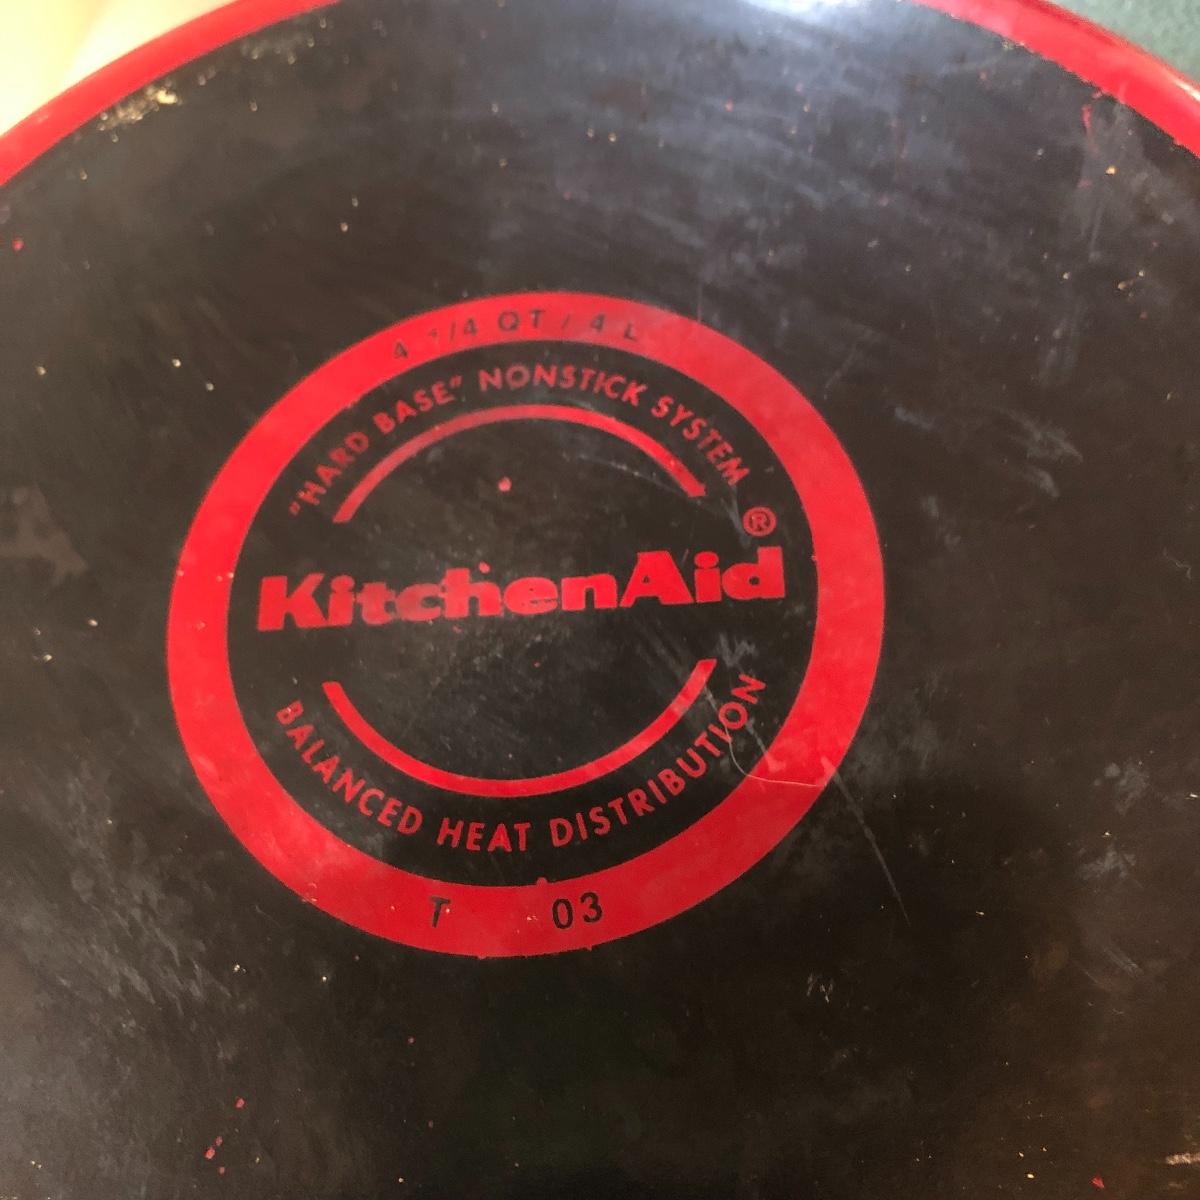 4 1/4 QT / 4 L
"HARD BASE" NONSTICK SYSTEM
KitchenAid®
BALANCED HEAT DISTRIBUTION
T 03